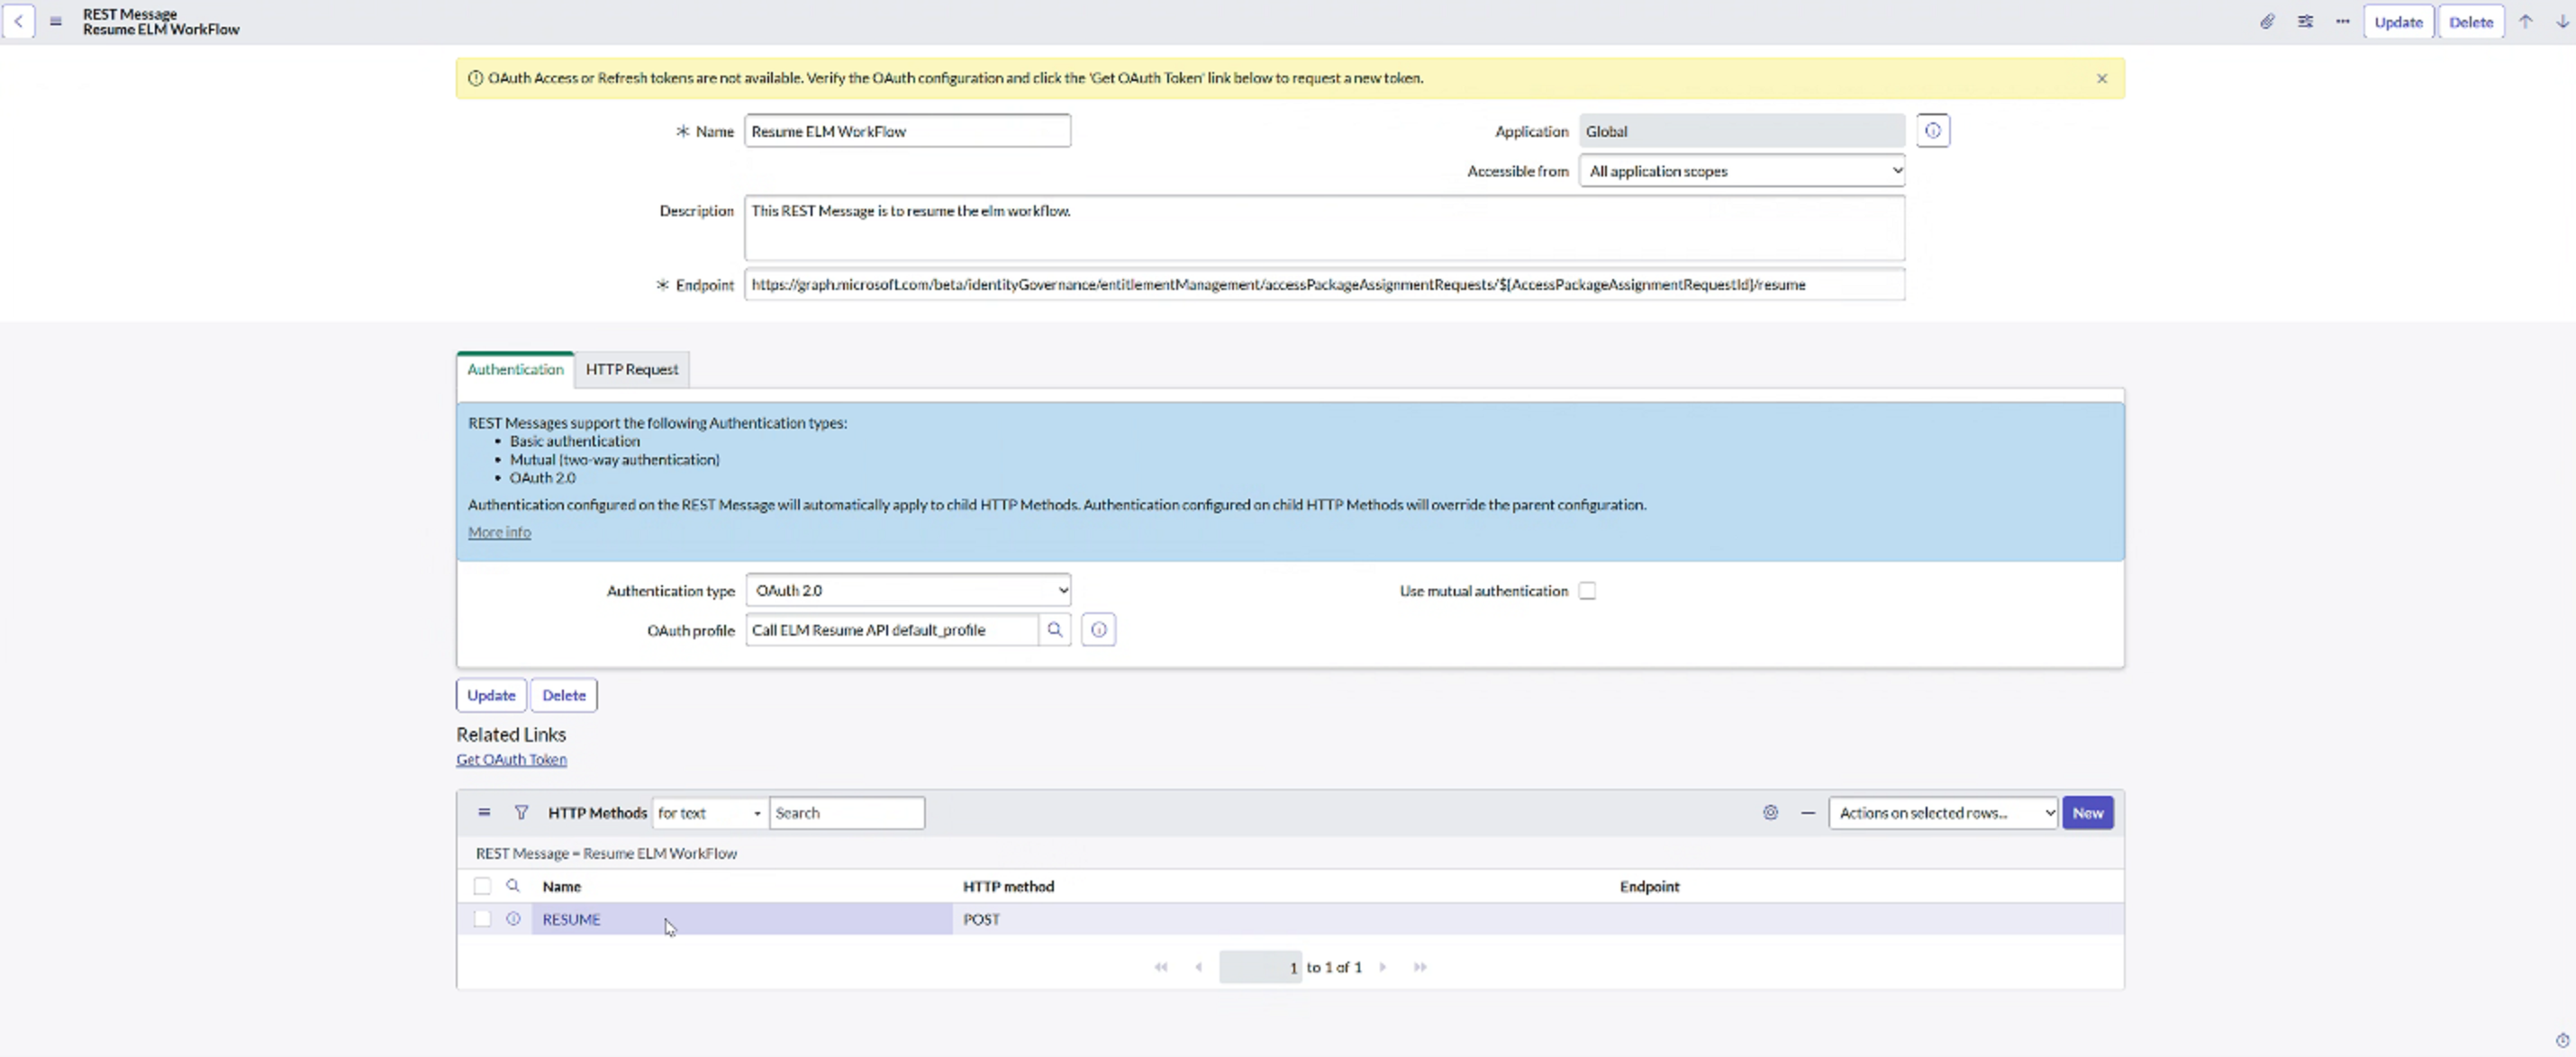 REST Message
Resume ELM WorkFlow
Update
Delete
OAuth Access or Refresh tokens are not available. Verify the OAuth configuration and click the 'Get OAuth Token' link below to request a new token.
Name
Resume ELM WorkFlow
Application
Global
Accessible from
All application scopes
Description
This REST Message is to resume the elm workflow.
Endpoint
https://graph.microsoft.com/beta/identityGovernance/entitlementManagement/accessPackageAssignmentRequests/${AccessPackageAssignmentRequestId}/resume
Authentication
HTTP Request
REST Messages support the following Authentication types:
• Basic authentication
• Mutual (two-way authentication)
• OAuth 2.0
Authentication configured on the REST Message will automatically apply to child HTTP Methods. Authentication configured on child HTTP Methods will override the parent configuration.
More info
Authentication type
OAuth 2.0
Use mutual authentication
OAuth profile
Call ELM Resume API default_profile
Update
Delete
Related Links
Get OAuth Token
HTTP Methods
for text
Search
Actions on selected rows...
New
REST Message = Resume ELM WorkFlow
Name
HTTP method
Endpoint
RESUME
POST
1 to 1 of 1